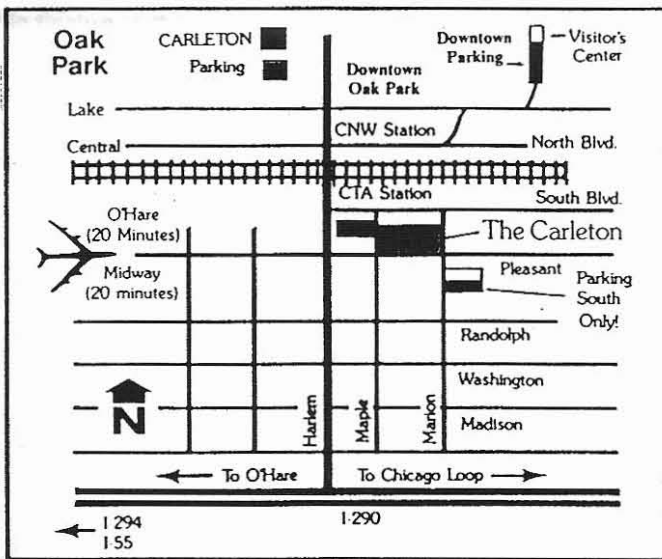 Oak
Park
CARLETON
Parking
Downtown
Parking
Visitor's
Center
Downtown
Oak Park
Lake
CNW Station
Central
North Blvd.
CTA Station
South Blvd.
O'Hare
(20 Minutes)
The Carleton
Midway
(20 minutes)
Pleasant
Parking
South
Only!
Randolph
Washington
N
Harlem
Maple
Marion
Madison
To O'Hare
To Chicago Loop
I-294
I-55
I-290